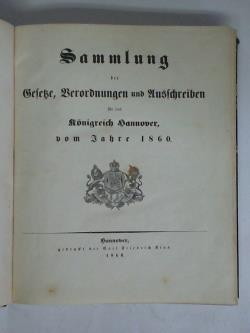 Sammlung
der
Gesetze, Verordnungen und Ausschreiben
für das
Königreich Hannover,
vom Jahre 1860.
Hannover,
gedruckt bei Carl Friedrich
1860.